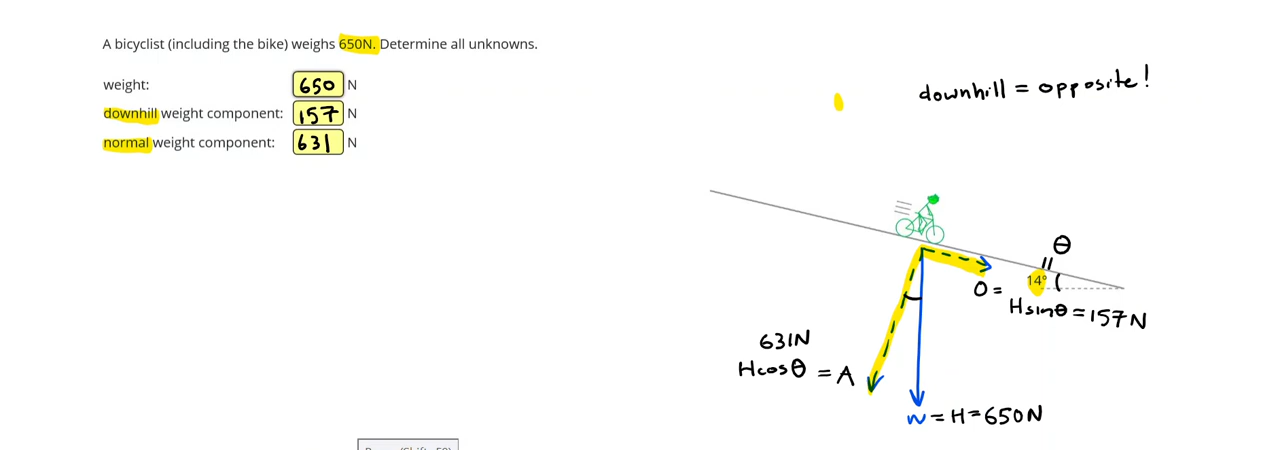 A bicyclist (including the bike) weighs 650N. Determine all unknowns.
weight: 650 N
downhill weight component: 157 N
normal weight component: 631 N
downhill = opposite!
θ
14°
O =
Hsinθ = 157N
631N
Hcosθ = A
W = H = 650N